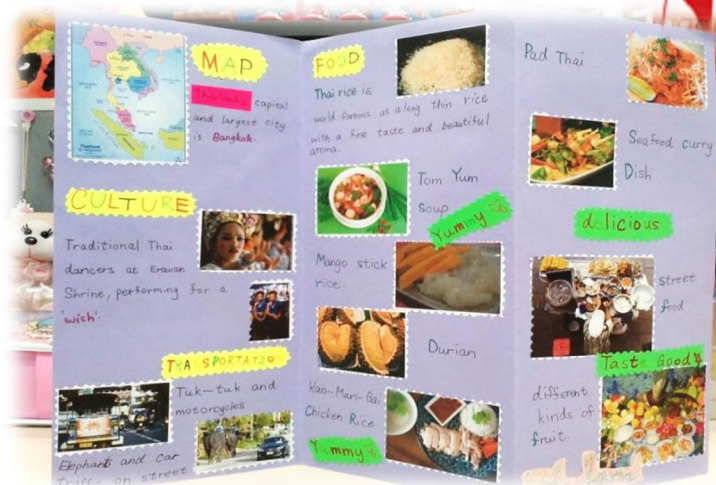 MAP
Thailand's capital
and largest city
is Bangkok.
CULTURE
Traditional Thai
dancers at Erawan
Shrine, performing for a
'wish'.
TRA SPORTATIO
Tuk-tuk and
motorcycles
Elephant and Car
traffic on street
FOOD
Thai rice is
world famous as a long thin rice
with a fine taste and beautiful
aroma.
Tom Yum
Soup
Yummy
Mango stick
rice
Durian
Kao-Man-Gai
Chicken Rice
Yummy
Pad Thai
Seafood curry
Dish
delicious
street
food
Taste Good
different
kinds of
fruit.